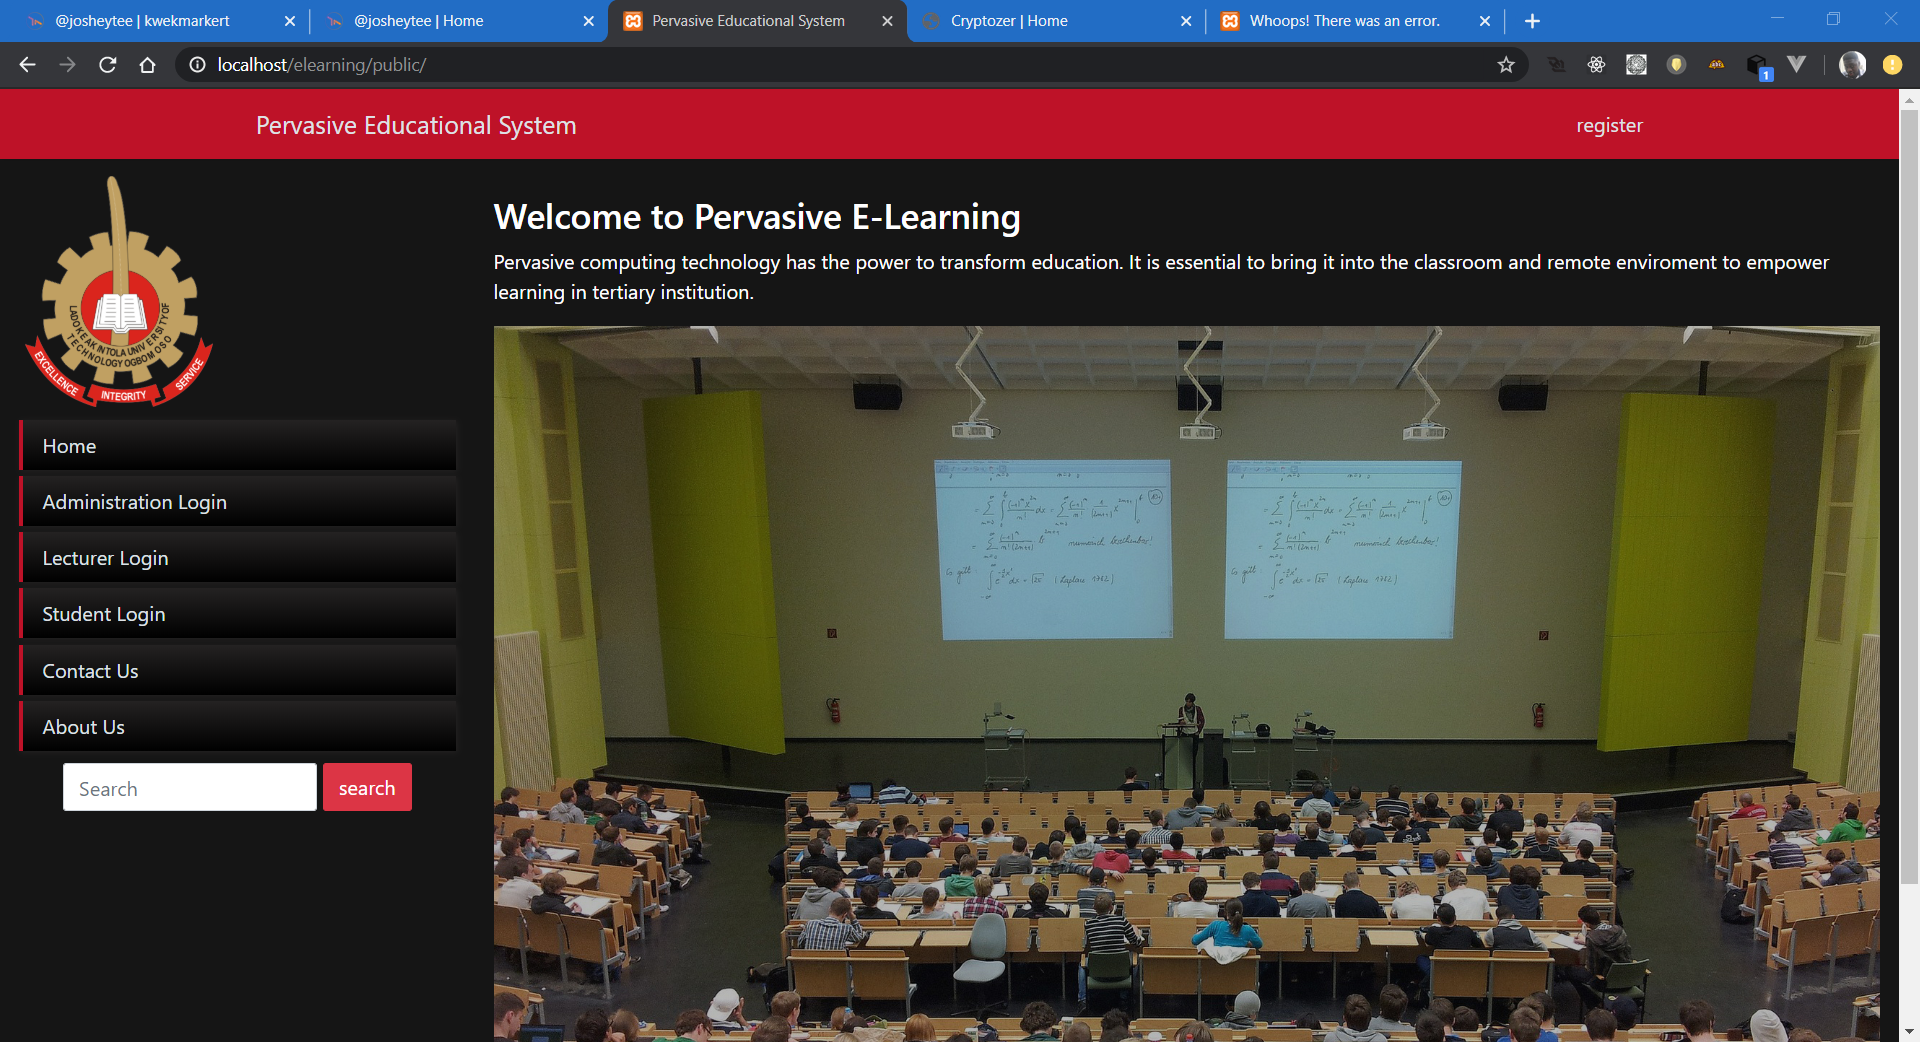 @josheytee | kwekmarkert
@josheytee | Home
Pervasive Educational System
Cryptozer | Home
Whoops! There was an error.
localhost/elearning/public/
1
Pervasive Educational System
register
LADOKE AKINTOLA UNIVERSITY OF
TECHNOLOGY OGBOMOSO
EXCELLENCE
INTEGRITY
SERVICE
Welcome to Pervasive E-Learning
Pervasive computing technology has the power to transform education. It is essential to bring it into the classroom and remote enviroment to empower
learning in tertiary institution.
Home
Administration Login
Lecturer Login
Student Login
Contact Us
About Us
Search
search